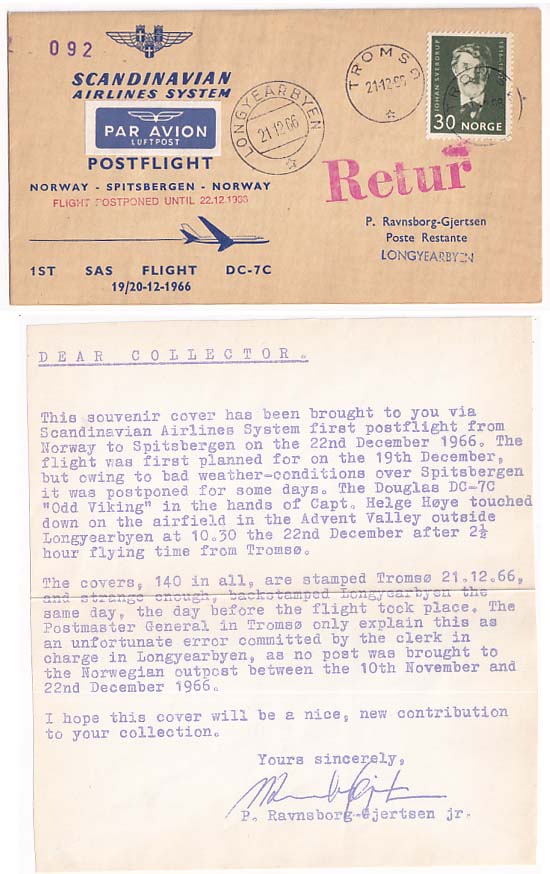 092
SCANDINAVIAN
AIRLINES SYSTEM
PAR AVION
LUFTPOST
POSTFLIGHT
NORWAY - SPITSBERGEN - NORWAY
FLIGHT POSTPONED UNTIL 22.12.1966
1ST SAS FLIGHT DC-7C
19/20-12-1966
LONGYEARBYEN
21.12.66
TROMSØ
21.12.66
JOHAN SVERDRUP
30 NORGE
Retur
P. Ravnsborg-Gjertsen
Poste Restante
LONGYEARBYEN
DEAR COLLECTOR.
This souvenir cover has been brought to you via
Scandinavian Airlines System first postflight from
Norway to Spitsbergen on the 22nd December 1966. The
flight was first planned for on the 19th December,
but owing to bad weather-conditions over Spitsbergen
it was postponed for some days. The Douglas DC-7C
"Odd Viking" in the hands of Capt. Helge Høye touched
down on the airfield in the Advent Valley outside
Longyearbyen at 10.30 the 22nd December after 2½
hour flying time from Tromsø.
The covers, 140 in all, are stamped Tromsø 21.12.66,
and strange enough, backstamped Longyearbyen the
same day, the day before the flight took place. The
Postmaster General in Tromsø only explain this as
an unfortunate error committed by the clerk in
charge in Longyearbyen, as no post was brought to
the Norwegian outpost between the 10th November and
22nd December 1966.
I hope this cover will be a nice, new contribution
to your collection.
Yours sincerely,
P. Ravnsborg-Gjertsen jr.